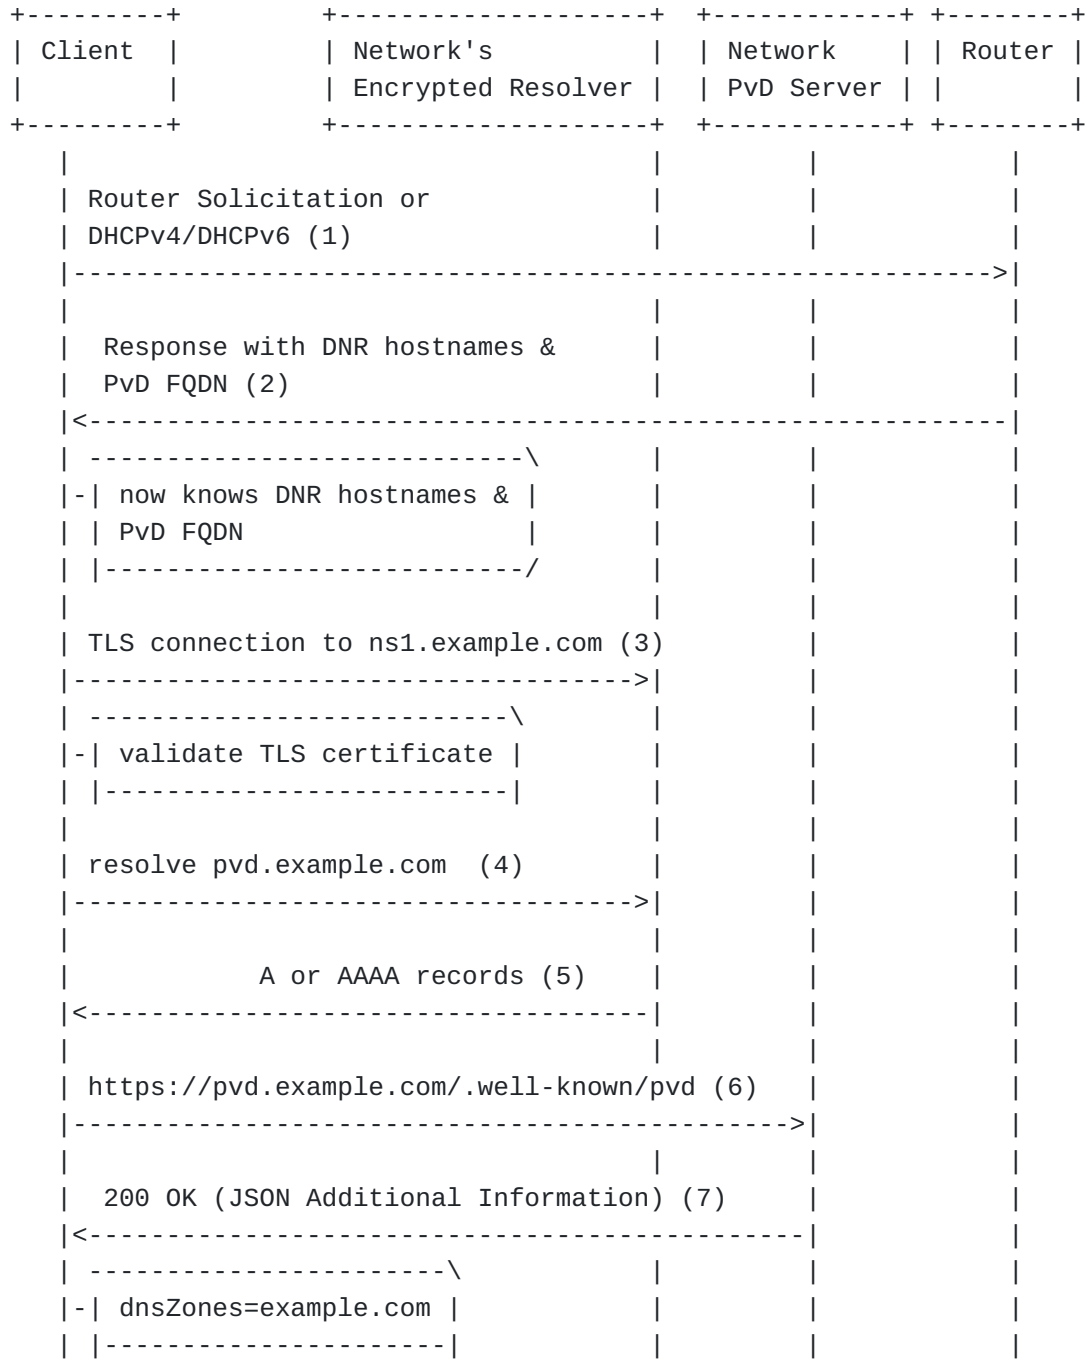 +---------+         +--------------------+  +------------+ +--------+
| Client  |         | Network's          |  | Network    | | Router |
|         |         | Encrypted Resolver |  | PvD Server | |        |
+---------+         +--------------------+  +------------+ +--------+
   |                                     |         |            |
   | Router Solicitation or              |         |            |
   | DHCPv4/DHCPv6 (1)                   |         |            |
   |----------------------------------------------------------->|
   |                                     |         |            |
   |  Response with DNR hostnames &      |         |            |
   |  PvD FQDN (2)                       |         |            |
   |<-----------------------------------------------------------|
   | ----------------------------\       |         |            |
   |-| now knows DNR hostnames & |       |         |            |
   | | PvD FQDN                  |       |         |            |
   | |---------------------------/       |         |            |
   |                                     |         |            |
   | TLS connection to ns1.example.com (3)         |            |
   |------------------------------------>|         |            |
   | ---------------------------\        |         |            |
   |-| validate TLS certificate |        |         |            |
   | |--------------------------|        |         |            |
   |                                     |         |            |
   | resolve pvd.example.com  (4)        |         |            |
   |------------------------------------>|         |            |
   |                                     |         |            |
   |            A or AAAA records (5)    |         |            |
   |<------------------------------------|         |            |
   |                                     |         |            |
   | https://pvd.example.com/.well-known/pvd (6)   |            |
   |---------------------------------------------->|            |
   |                                     |         |            |
   |  200 OK (JSON Additional Information) (7)     |            |
   |<----------------------------------------------|            |
   | -----------------------\            |         |            |
   |-| dnsZones=example.com |            |         |            |
   | |----------------------|            |         |            |